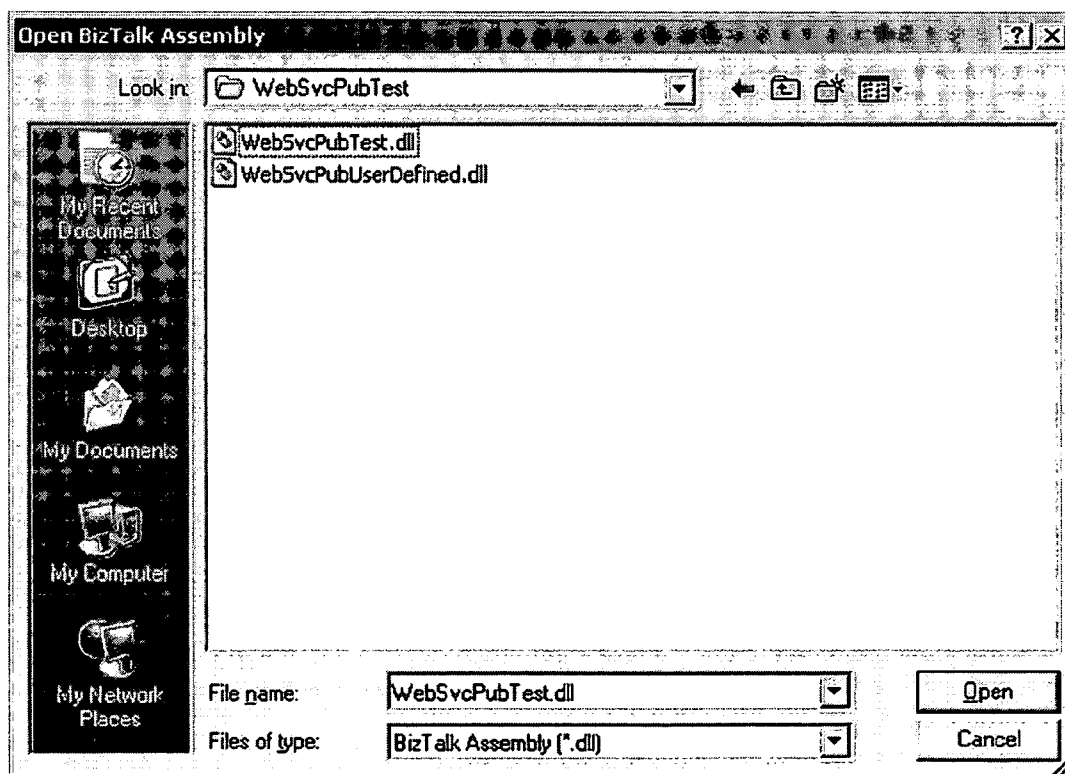 Open BizTalk Assembly
Look in: WebSvcPubTest
WebSvcPubTest.dll
WebSvcPubUserDefined.dll
My Recent
Documents
Desktop
My Documents
My Computer
My Network
Places
File name: WebSvcPubTest.dll Open
Files of type: BizTalk Assembly (*.dll) Cancel